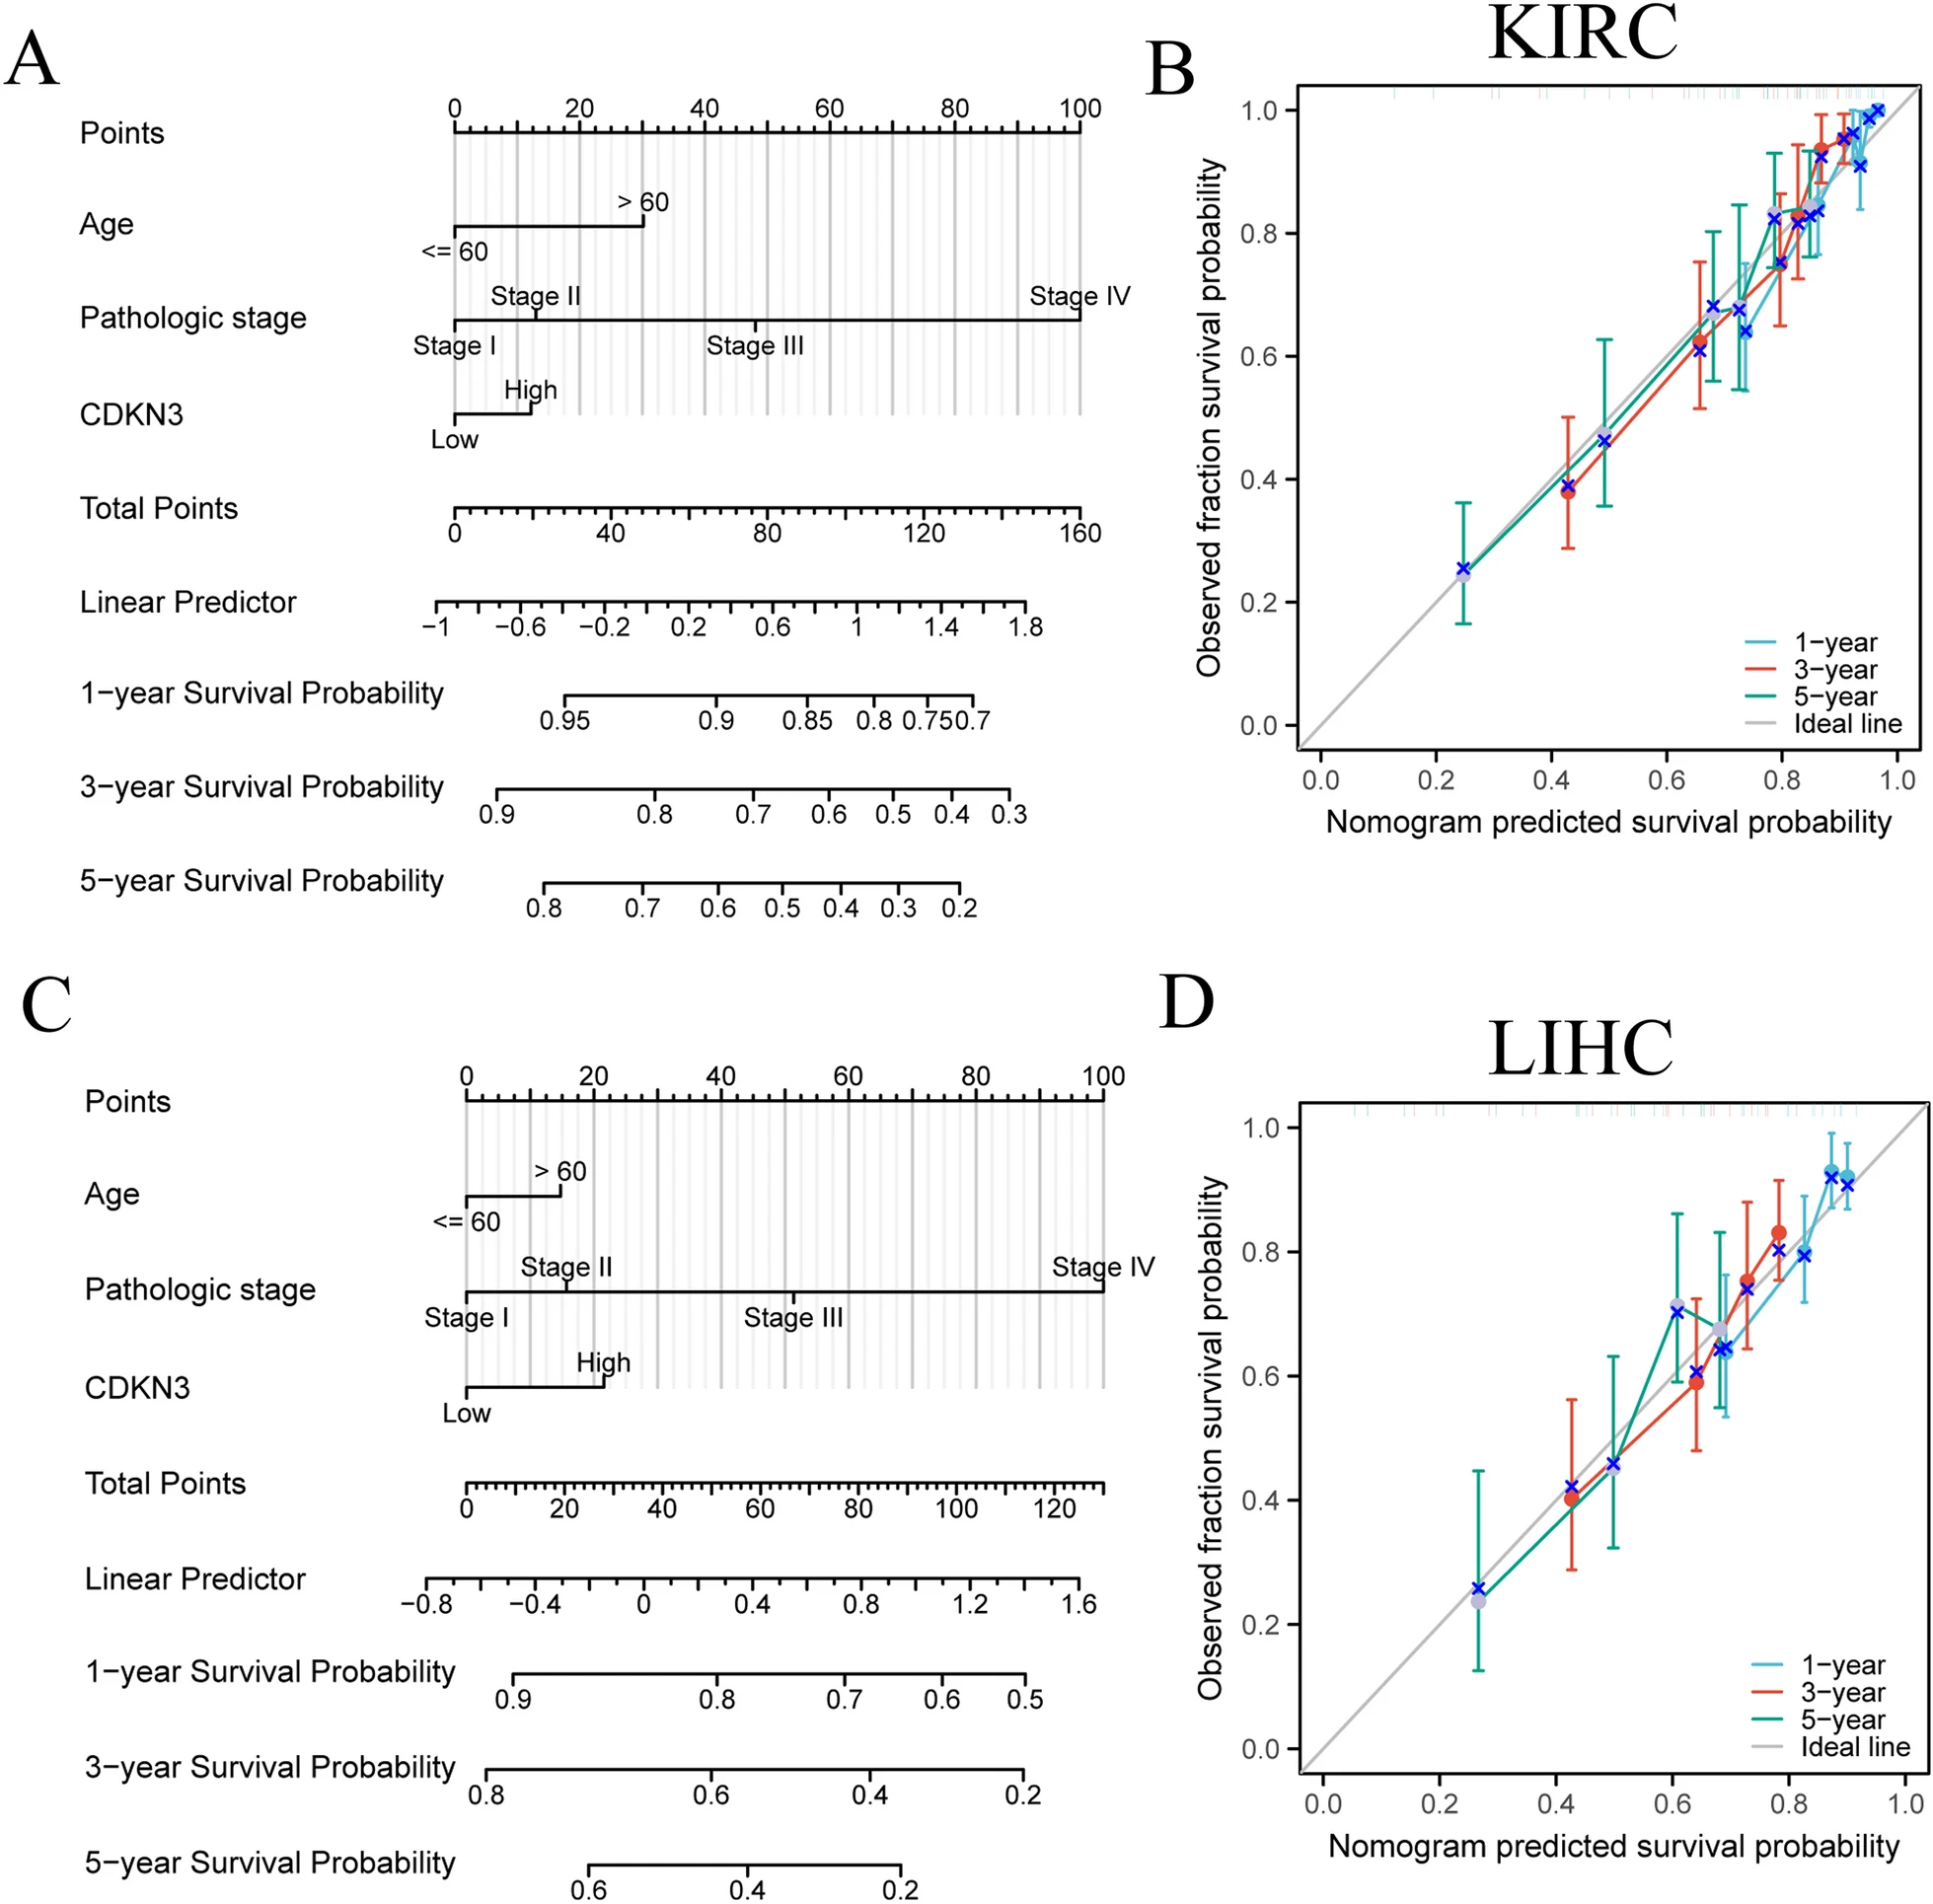 A
0 20 40 60 80 100
Points
> 60
Age
<= 60
Stage II Stage IV
Pathologic stage
Stage I Stage III
High
CDKN3
Low
Total Points
0 40 80 120 160
Linear Predictor
−1 −0.6 −0.2 0.2 0.6 1 1.4 1.8
1−year Survival Probability
0.95 0.9 0.85 0.8 0.75 0.7
3−year Survival Probability
0.9 0.8 0.7 0.6 0.5 0.4 0.3
5−year Survival Probability
0.8 0.7 0.6 0.5 0.4 0.3 0.2
B
KIRC
Observed fraction survival probability
1.0
0.8
0.6
0.4
0.2
0.0
1−year
3−year
5−year
Ideal line
0.0 0.2 0.4 0.6 0.8 1.0
Nomogram predicted survival probability
C
0 20 40 60 80 100
Points
> 60
Age
<= 60
Stage II Stage IV
Pathologic stage
Stage I Stage III
High
CDKN3
Low
Total Points
0 20 40 60 80 100 120
Linear Predictor
−0.8 −0.4 0 0.4 0.8 1.2 1.6
1−year Survival Probability
0.9 0.8 0.7 0.6 0.5
3−year Survival Probability
0.8 0.6 0.4 0.2
5−year Survival Probability
0.6 0.4 0.2
D
LIHC
Observed fraction survival probability
1.0
0.8
0.6
0.4
0.2
0.0
1−year
3−year
5−year
Ideal line
0.0 0.2 0.4 0.6 0.8 1.0
Nomogram predicted survival probability